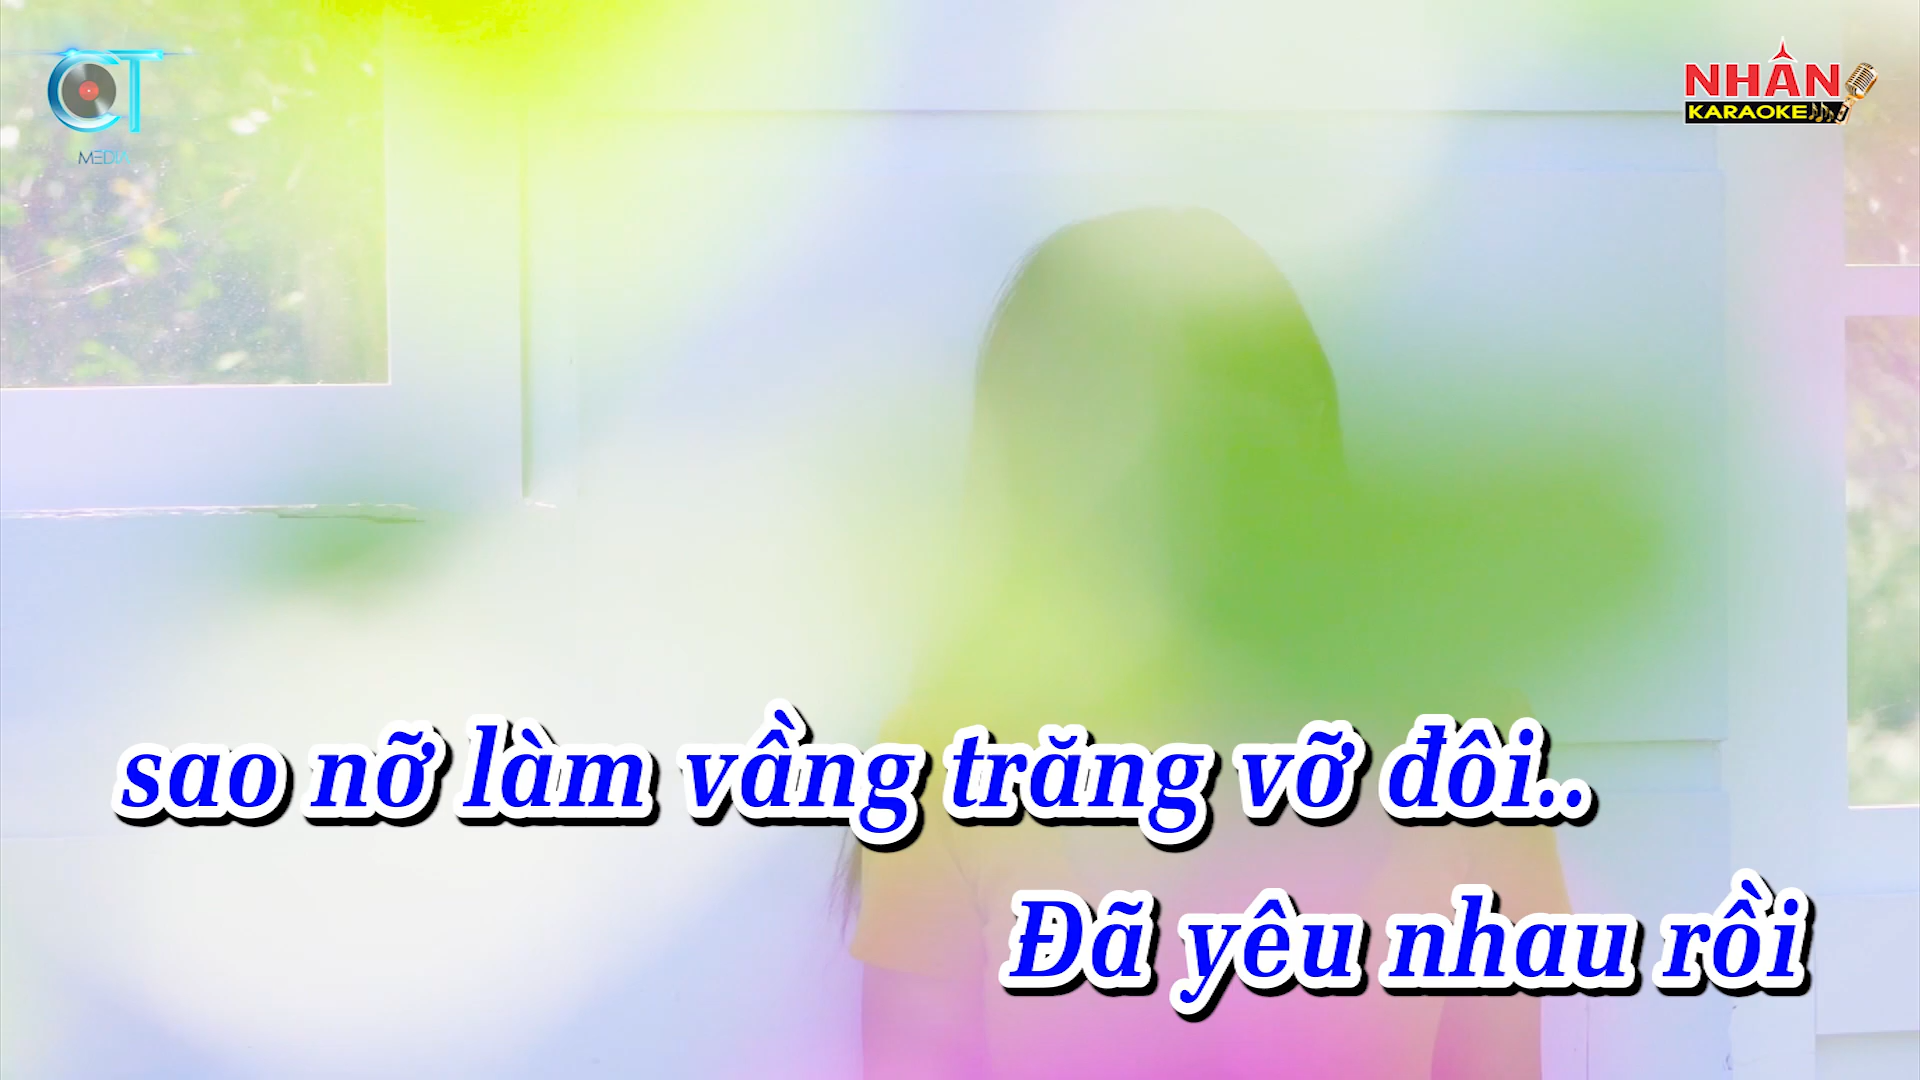 CT
MEDIA
NHÂN
KARAOKE
sao nỡ làm vầng trăng vỡ đôi..
Đã yêu nhau rồi